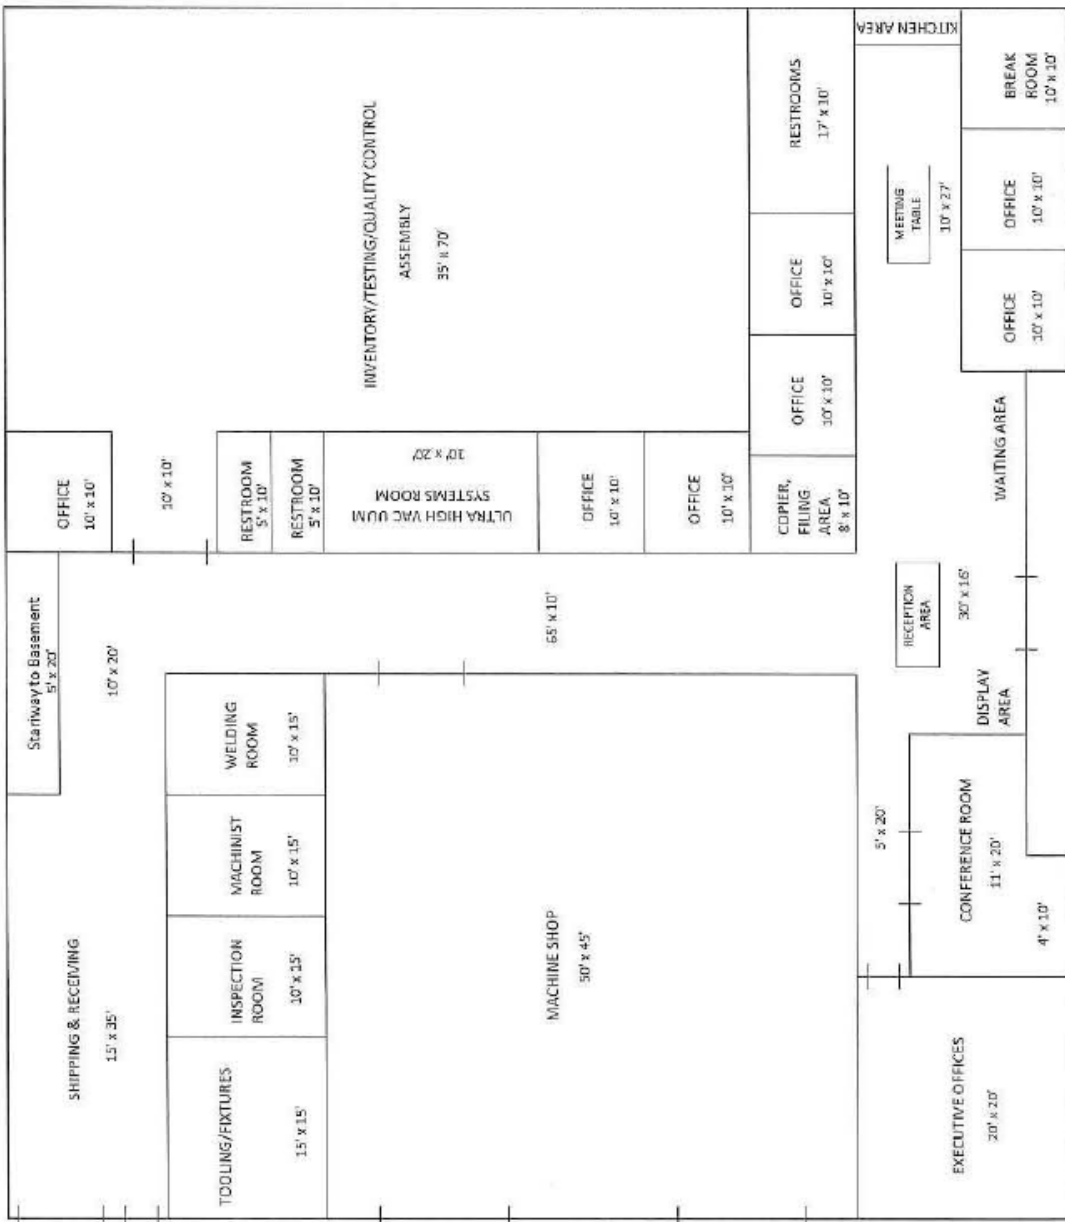 Stariway to Basement
5' x 20'
10' x 20'
SHIPPING & RECEIVING
15' x 35'
OFFICE
10' x 10'
10' x 10'
TOOLING/FIXTURES
15' x 15'
INSPECTION
ROOM
10' x 15'
MACHINIST
ROOM
10' x 15'
WELDING
ROOM
10' x 15'
RESTROOM
5' x 10'
RESTROOM
5' x 10'
ULTRA HIGH VAC UUM
SYSTEMS ROOM
10' x 20'
INVENTORY/TESTING/QUALITY CONTROL
ASSEMBLY
35' x 70'
MACHINE SHOP
50' x 45'
65' x 10'
OFFICE
10' x 10'
OFFICE
10' x 10'
COPIER,
FILING
AREA
8' x 10'
OFFICE
10' x 10'
OFFICE
10' x 10'
RESTROOMS
17' x 10'
KITCHEN AREA
EXECUTIVE OFFICES
20' x 20'
5' x 20'
CONFERENCE ROOM
11' x 20'
4' x 10'
DISPLAY
AREA
RECEPTION
AREA
30' x 16'
WAITING AREA
MEETING
TABLE
10' x 27'
OFFICE
10' x 10'
OFFICE
10' x 10'
BREAK
ROOM
10' x 10'